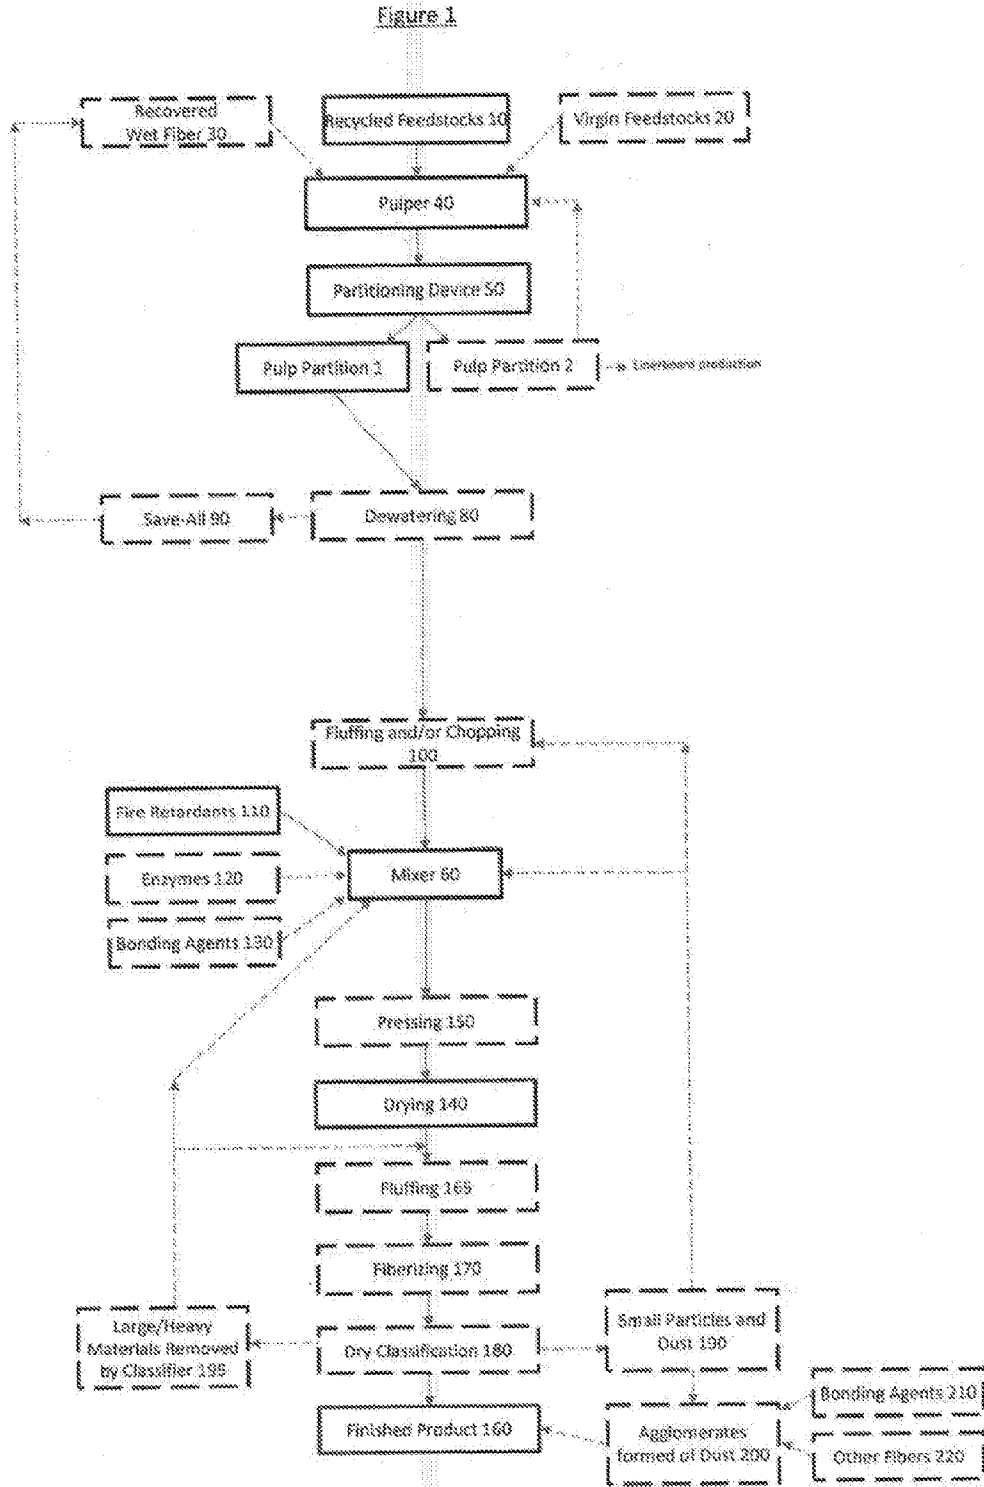 Figure 1
Recovered
Wet Fiber 30
Recycled Feedstocks 10
Virgin Feedstocks 20
Pulper 40
Partitioning Device 50
Pulp Partition 1
Pulp Partition 2
Linerboard production
Save-All 90
Dewatering 80
Fluffing and/or Chopping
100
Fire Retardants 110
Enzymes 120
Mixer 60
Bonding Agents 130
Pressing 150
Drying 140
Fluffing 165
Fiberizing 170
Large/Heavy
Materials Removed
by Classifier 195
Dry Classification 180
Small Particles and
Dust 190
Finished Product 160
Agglomerates
formed of Dust 200
Bonding Agents 210
Other Fibers 220